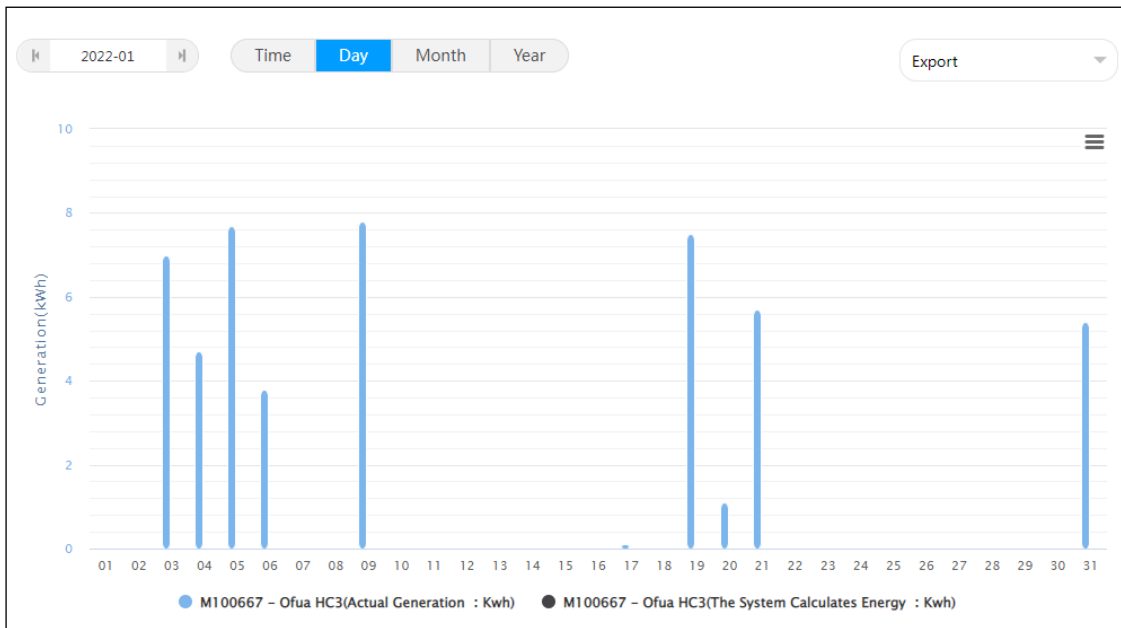 2022-01 Time Day Month Year Export
10
8
6
4
2
0
Generation(kWh)
01 02 03 04 05 06 07 08 09 10 11 12 13 14 15 16 17 18 19 20 21 22 23 24 25 26 27 28 29 30 31
M100667 - Ofua HC3(Actual Generation : Kwh) M100667 - Ofua HC3(The System Calculates Energy : Kwh)